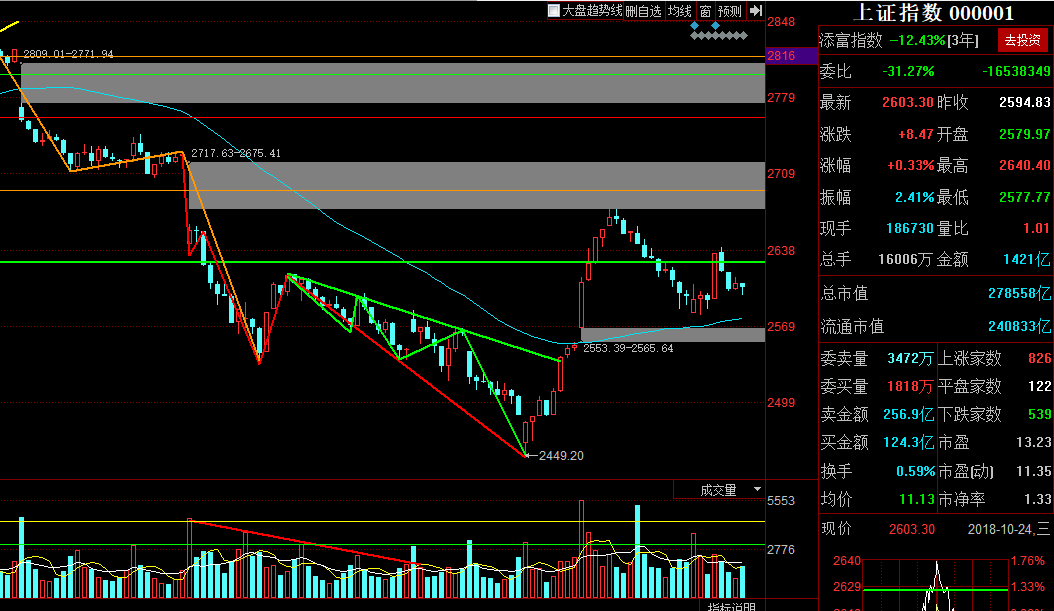 大盘趋势线 删自选 均线 窗 预测
2809.01-2771.94
2717.63-2675.41
2553.39-2565.64
2449.20
2848
2816
2779
2709
2638
2569
2499
成交量
5553
2776
指标说明
上证指数 000001
添富指数 -12.43%[3年] 去投资
委比 -31.27% -16538349
最新 2603.30 昨收 2594.83
涨跌 +8.47 开盘 2579.97
涨幅 +0.33% 最高 2640.40
振幅 2.41% 最低 2577.77
现手 186730 量比 1.01
总手 16006万 金额 1421亿
总市值 278558亿
流通市值 240833亿
委卖量 3472万 上涨家数 826
委买量 1818万 平盘家数 122
卖金额 256.9亿 下跌家数 539
买金额 124.3亿 市盈 13.23
换手 0.59% 市盈(动) 11.35
均价 11.13 市净率 1.33
现价 2603.30 2018-10-24,三
2640 1.76%
2629 1.33%